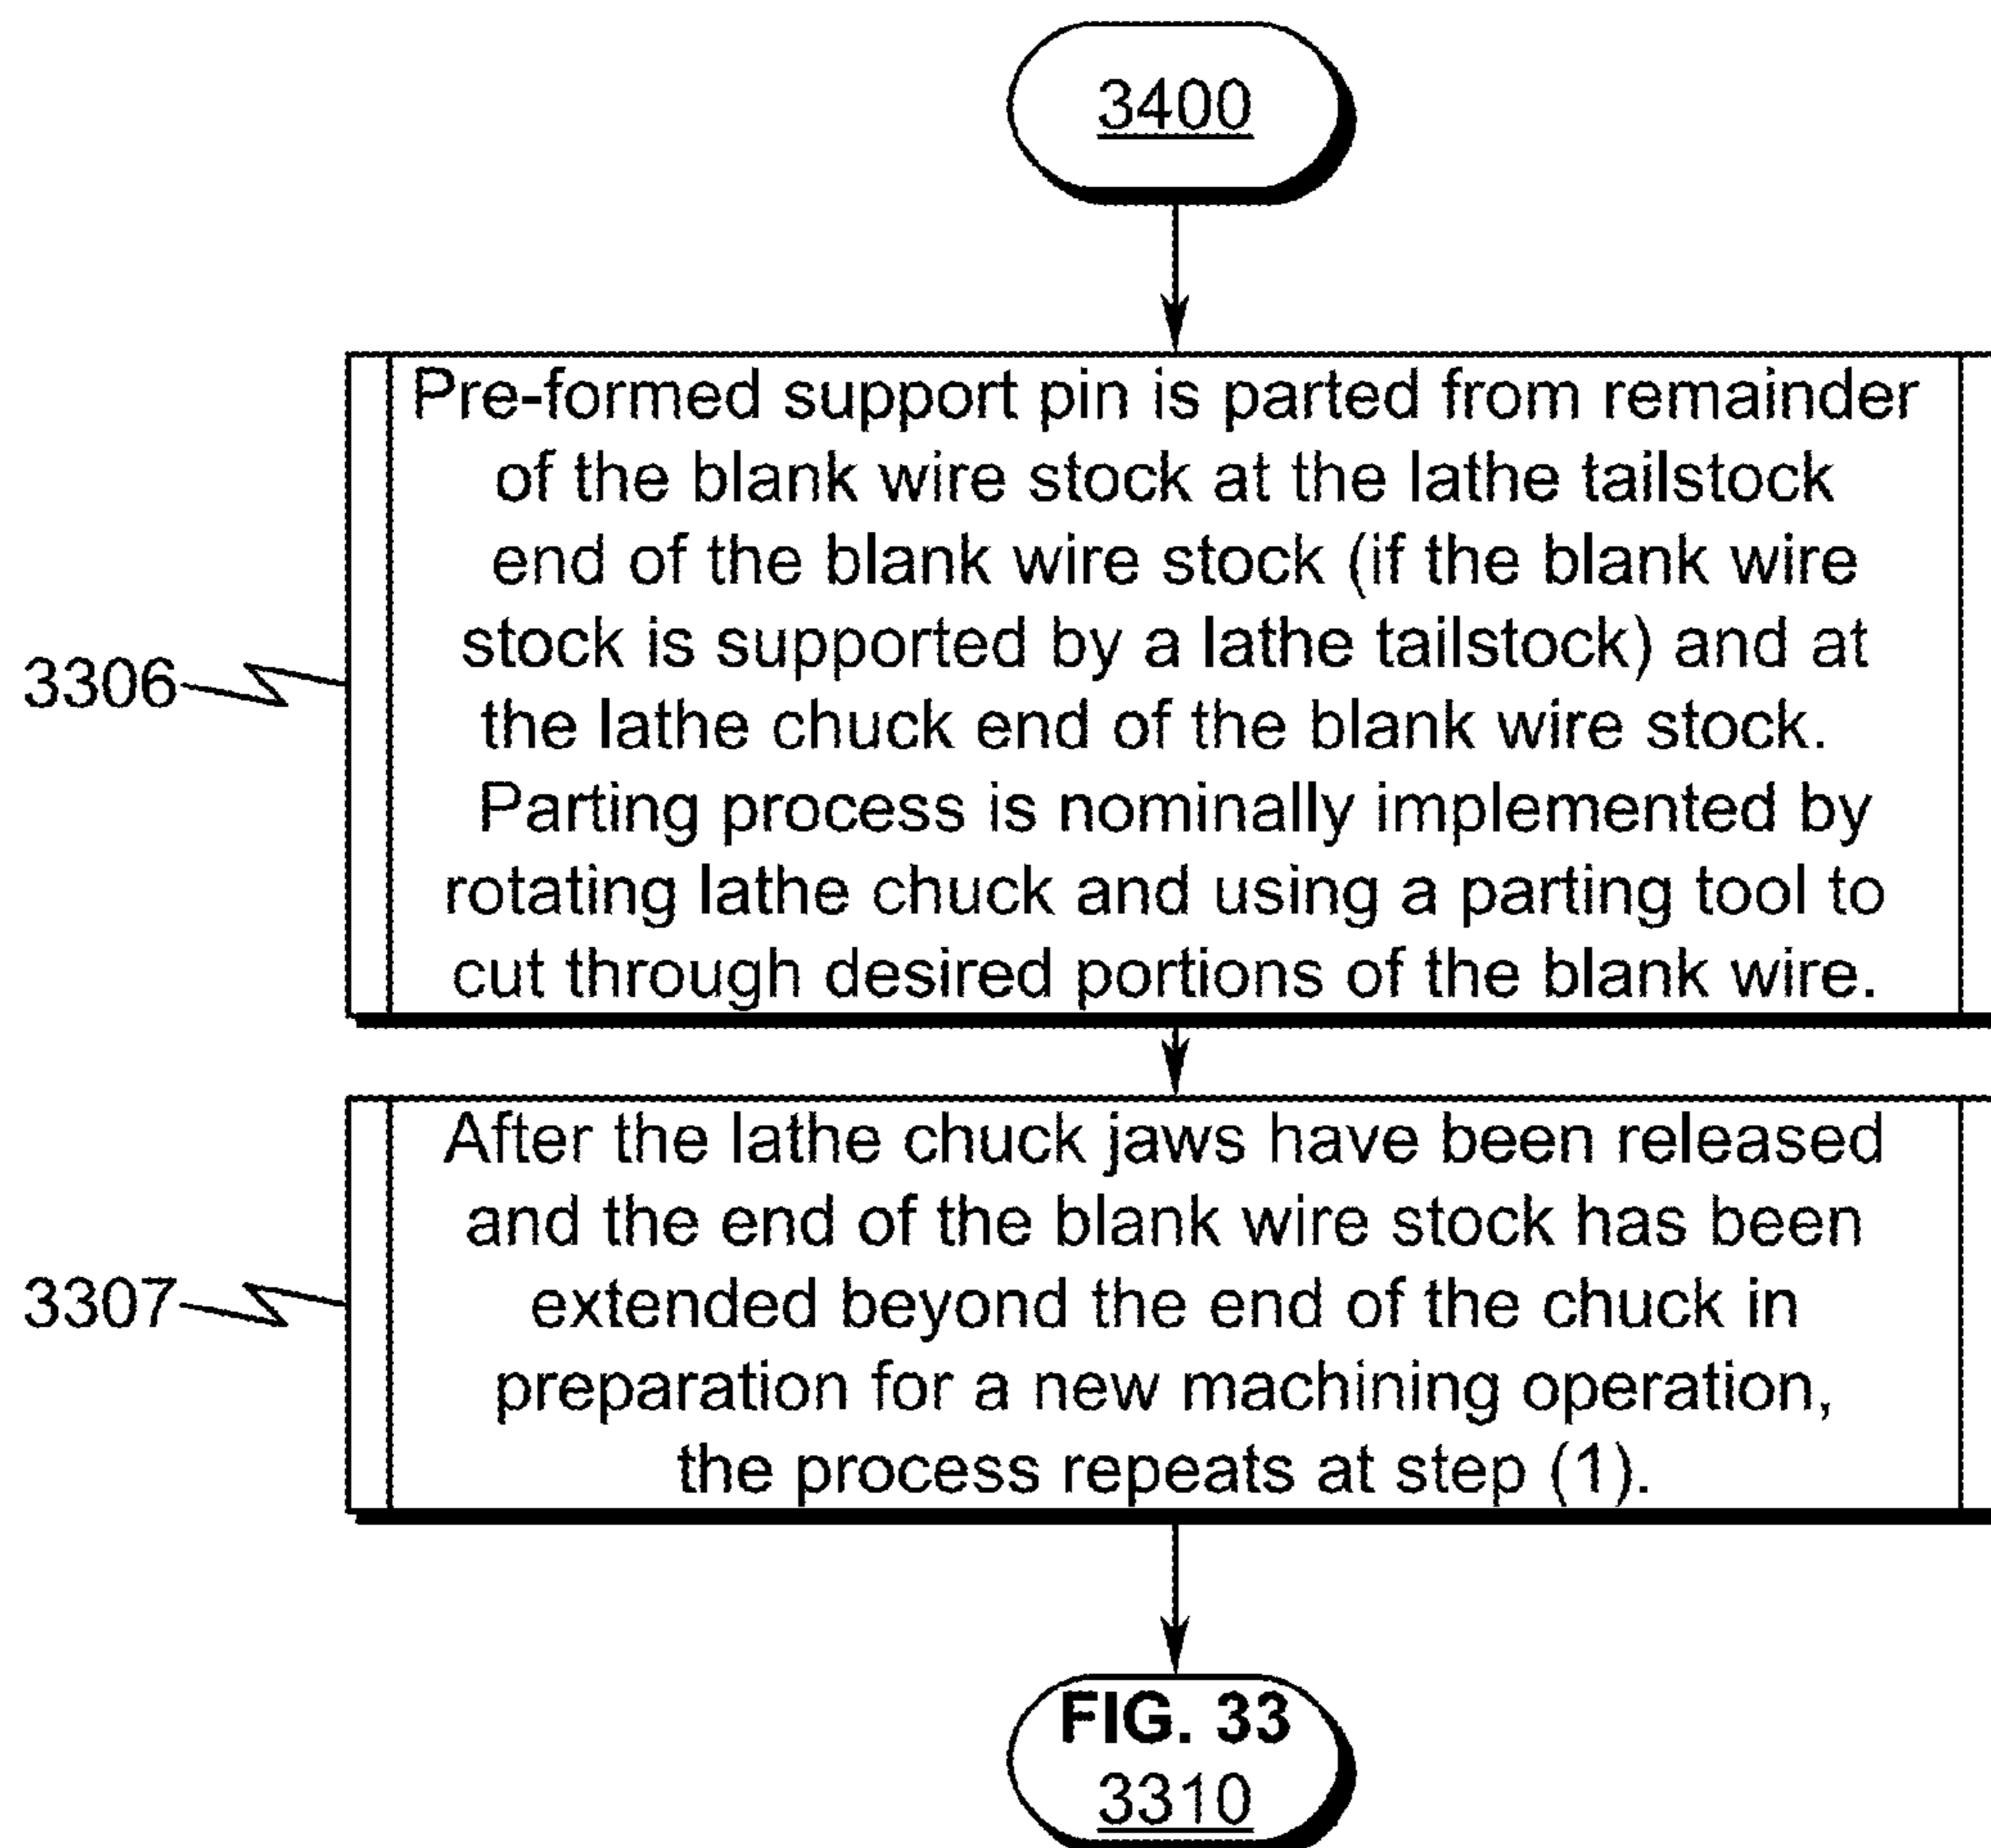 3400
Pre-formed support pin is parted from remainder
of the blank wire stock at the lathe tailstock
end of the blank wire stock (if the blank wire
stock is supported by a lathe tailstock) and at
the lathe chuck end of the blank wire stock.
Parting process is nominally implemented by
rotating lathe chuck and using a parting tool to
cut through desired portions of the blank wire.
3306
After the lathe chuck jaws have been released
and the end of the blank wire stock has been
extended beyond the end of the chuck in
preparation for a new machining operation,
the process repeats at step (1).
3307
FIG. 33
3310